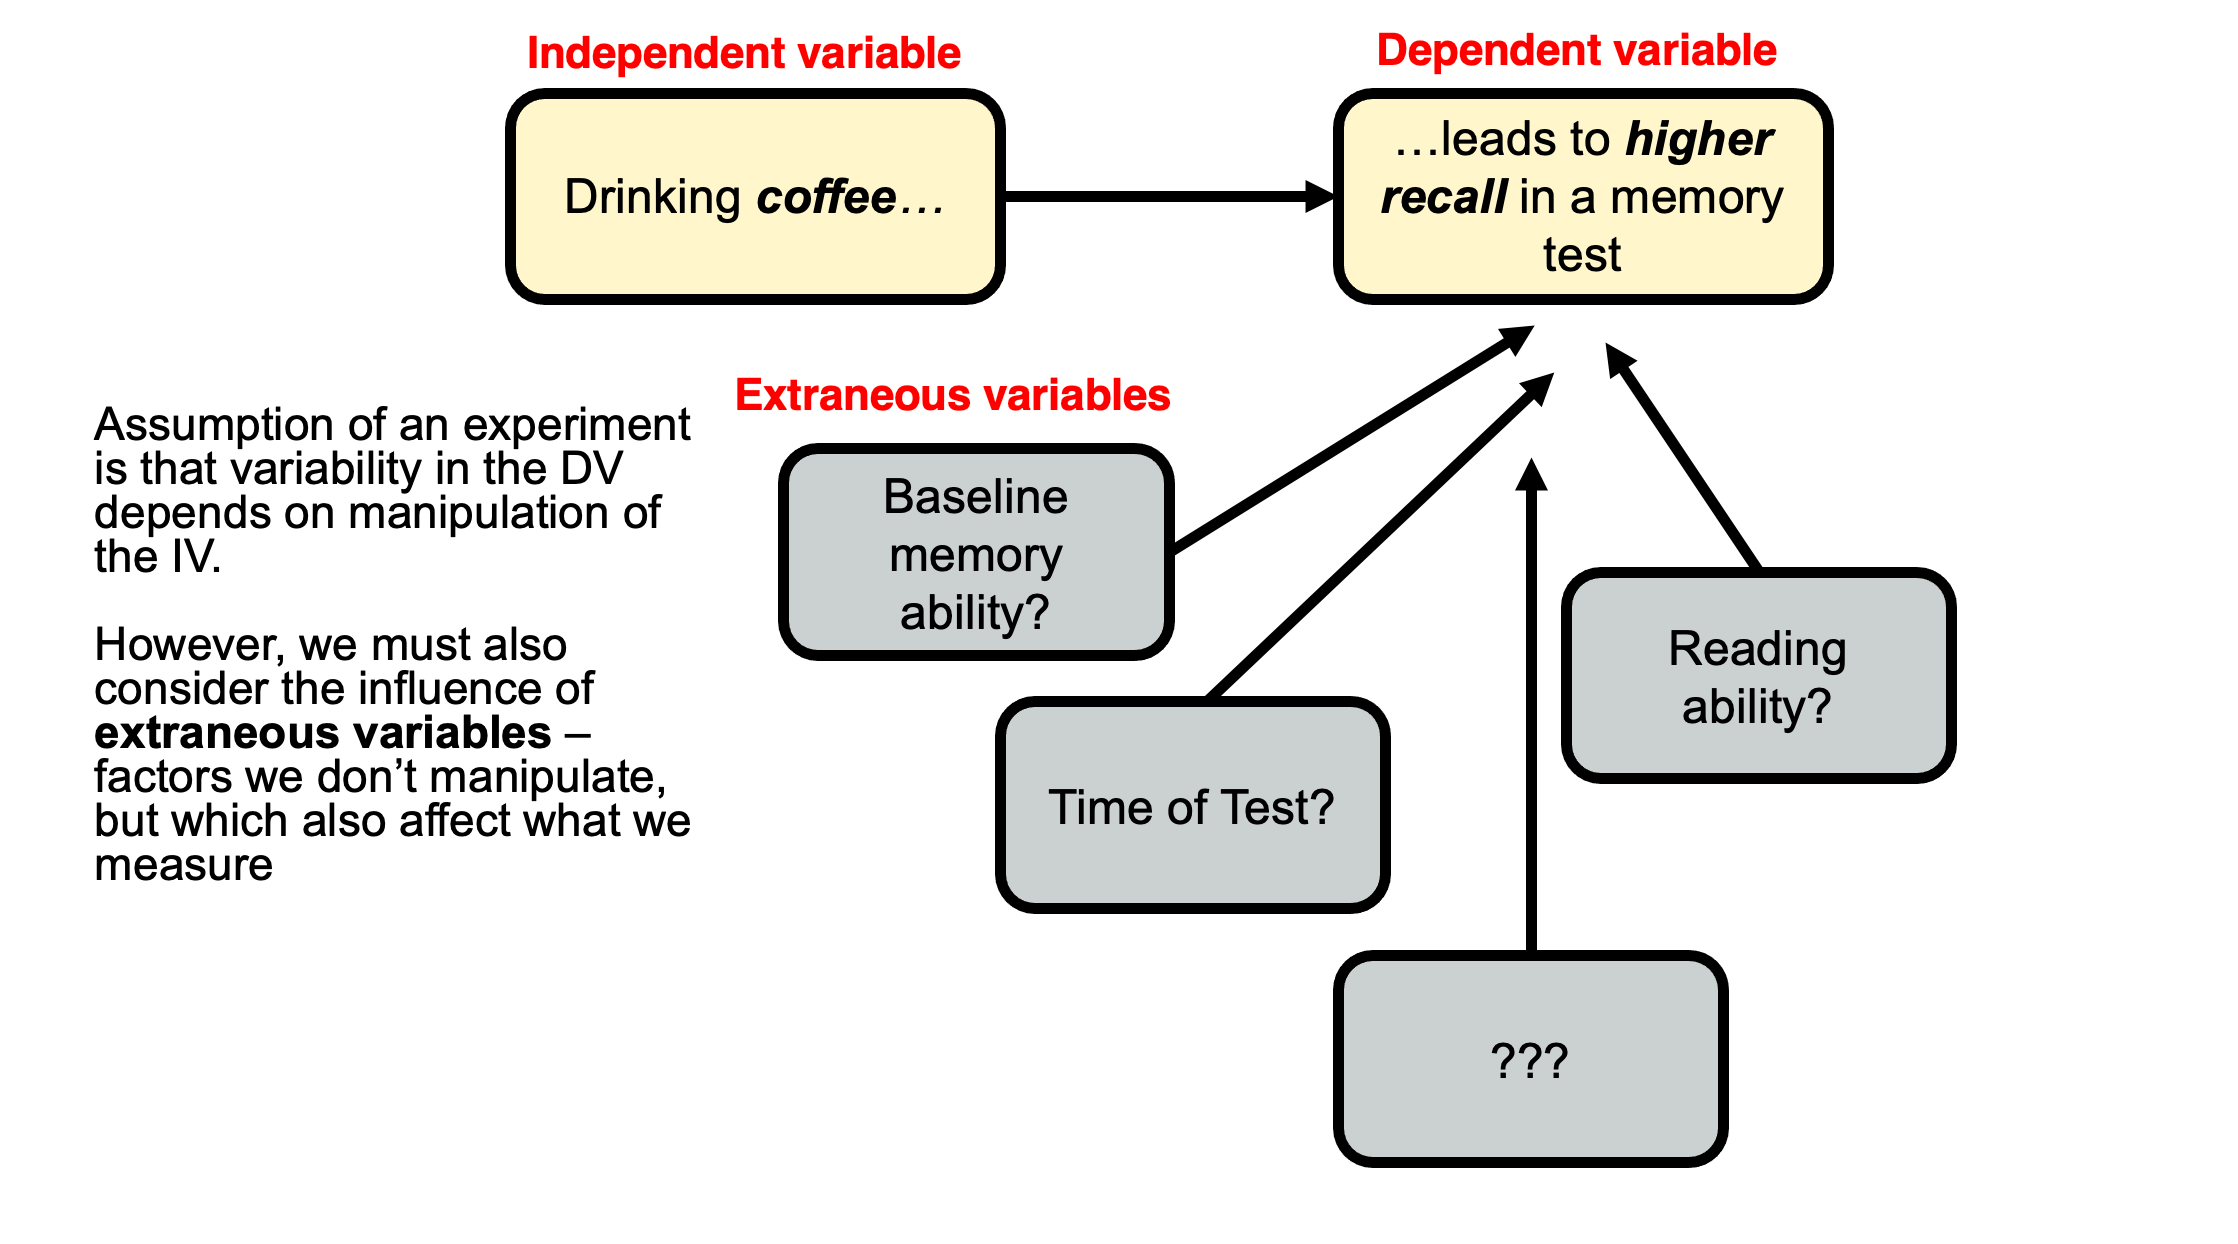 Independent variable
Dependent variable
Drinking coffee…
…leads to higher
recall in a memory
test
Extraneous variables
Assumption of an experiment
is that variability in the DV
depends on manipulation of
the IV.
However, we must also
consider the influence of
extraneous variables –
factors we don’t manipulate,
but which also affect what we
measure
Baseline
memory
ability?
Time of Test?
Reading
ability?
???